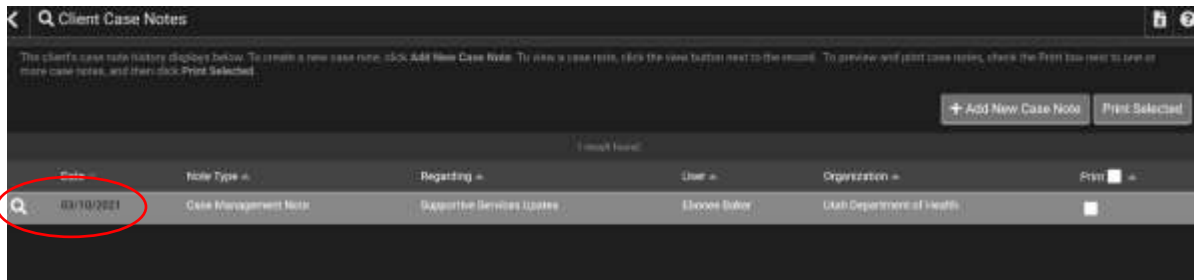 Client Case Notes
The client's case note history displays below. To create a new case note, click Add New Case Note. To view a case note, click the view button next to the record. To preview and print case notes, check the Print box next to one or
more case notes, and then click Print Selected.
+ Add New Case Note Print Selected
1 result found
Date Note Type Regarding User Organization Print
03/10/2021 Case Management Note Supportive Services Utah Department of Health